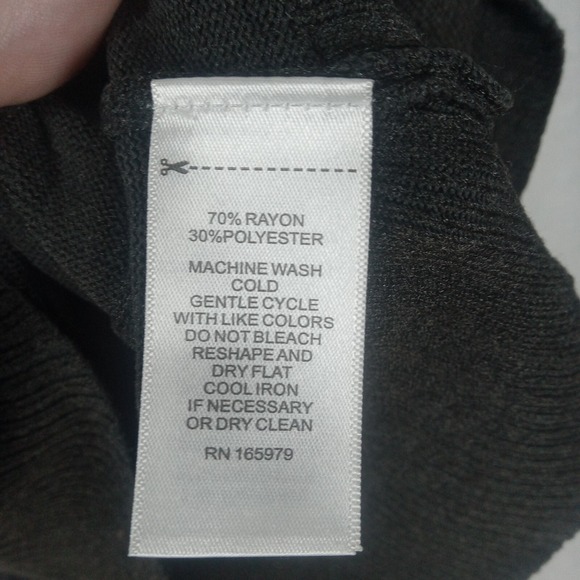 70% RAYON
30%POLYESTER
MACHINE WASH
COLD
GENTLE CYCLE
WITH LIKE COLORS
DO NOT BLEACH
RESHAPE AND
DRY FLAT
COOL IRON
IF NECESSARY
OR DRY CLEAN
RN 165979